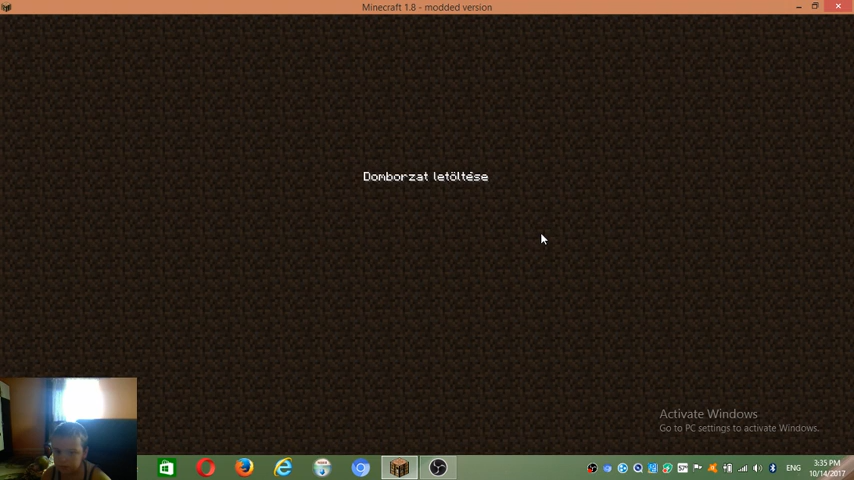 Minecraft 1.8 - modded version
Domborzat letöltése
Activate Windows
Go to PC settings to activate Windows.
ENG
3:35 PM
10/14/2017